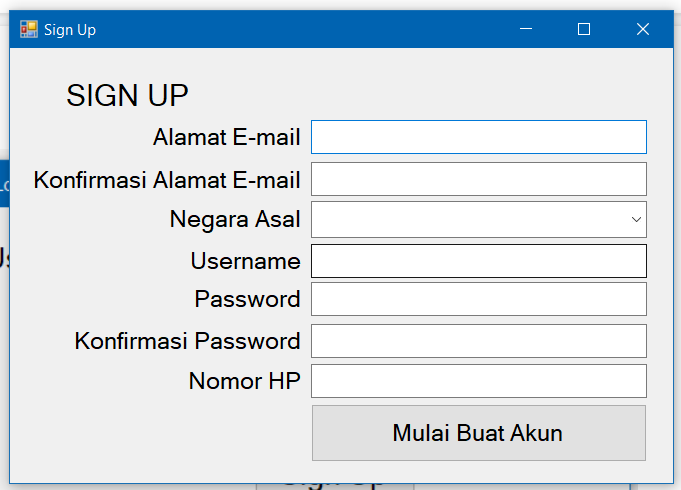 Sign Up
SIGN UP
Alamat E-mail
Konfirmasi Alamat E-mail
Negara Asal
Username
Password
Konfirmasi Password
Nomor HP
Mulai Buat Akun